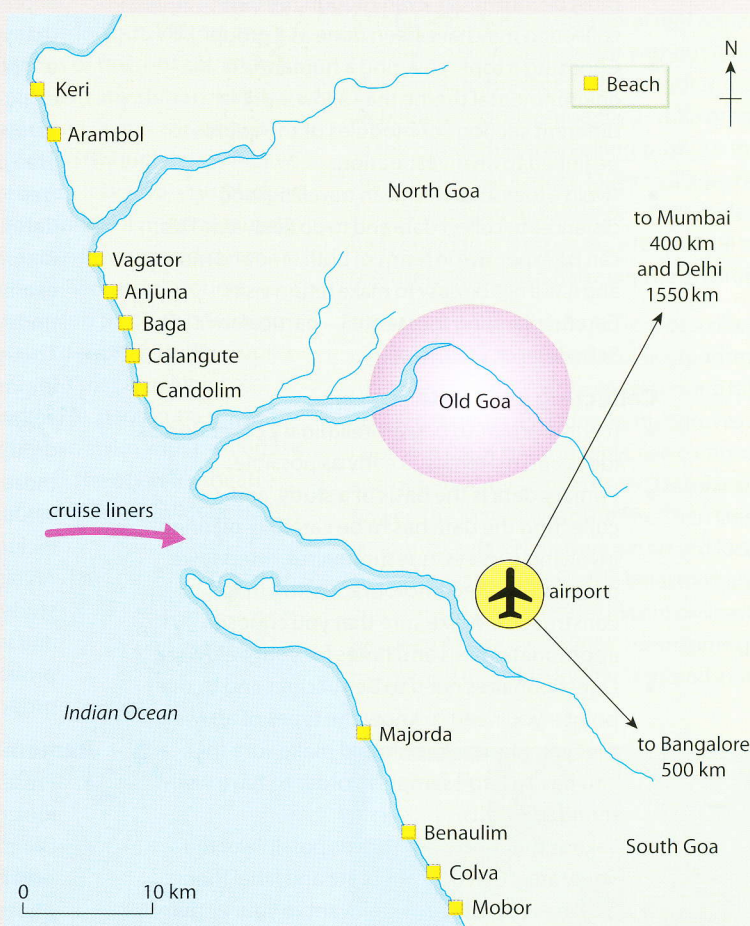 N
Beach
Keri
Arambol
North Goa
to Mumbai
400 km
and Delhi
1550 km
Vagator
Anjuna
Baga
Calangute
Candolim
Old Goa
cruise liners
airport
Indian Ocean
Majorda
to Bangalore
500 km
Benaulim
South Goa
Colva
Mobor
0 10 km